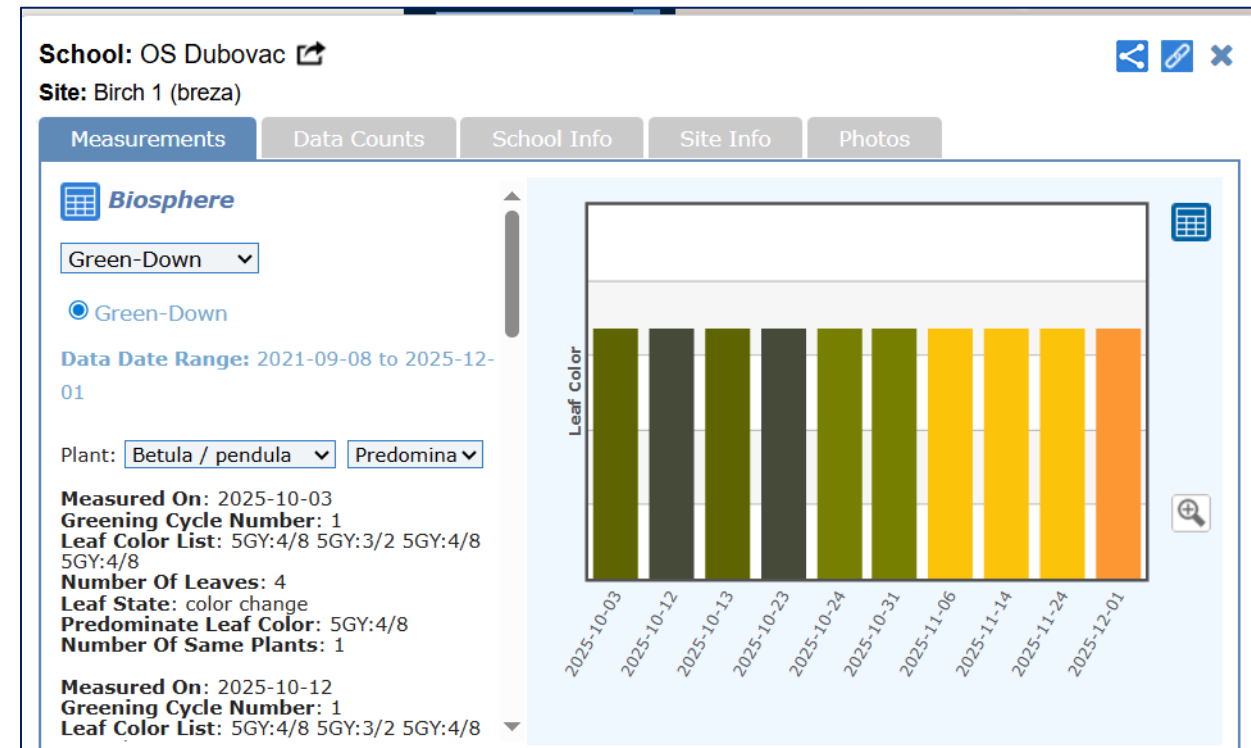 School: OS Dubovac
Site: Birch 1 (breza)
Measurements
Data Counts
School Info
Site Info
Photos
Biosphere
Green-Down
Green-Down
Data Date Range: 2021-09-08 to 2025-12-
01
Plant: Betula / pendula Predomina
Measured On: 2025-10-03
Greening Cycle Number: 1
Leaf Color List: 5GY:4/8 5GY:3/2 5GY:4/8
5GY:4/8
Number Of Leaves: 4
Leaf State: color change
Predominate Leaf Color: 5GY:4/8
Number Of Same Plants: 1
Measured On: 2025-10-12
Greening Cycle Number: 1
Leaf Color List: 5GY:4/8 5GY:3/2 5GY:4/8
Leaf Color
2025-10-03
2025-10-12
2025-10-13
2025-10-23
2025-10-24
2025-10-31
2025-11-06
2025-11-14
2025-11-24
2025-12-01